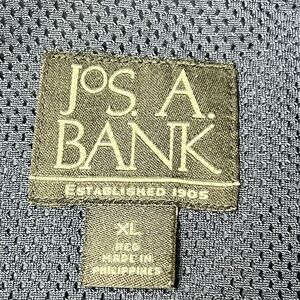 JOS. A.
BANK
ESTABLISHED 1905
XL
REG
MADE IN
PHILIPPINES